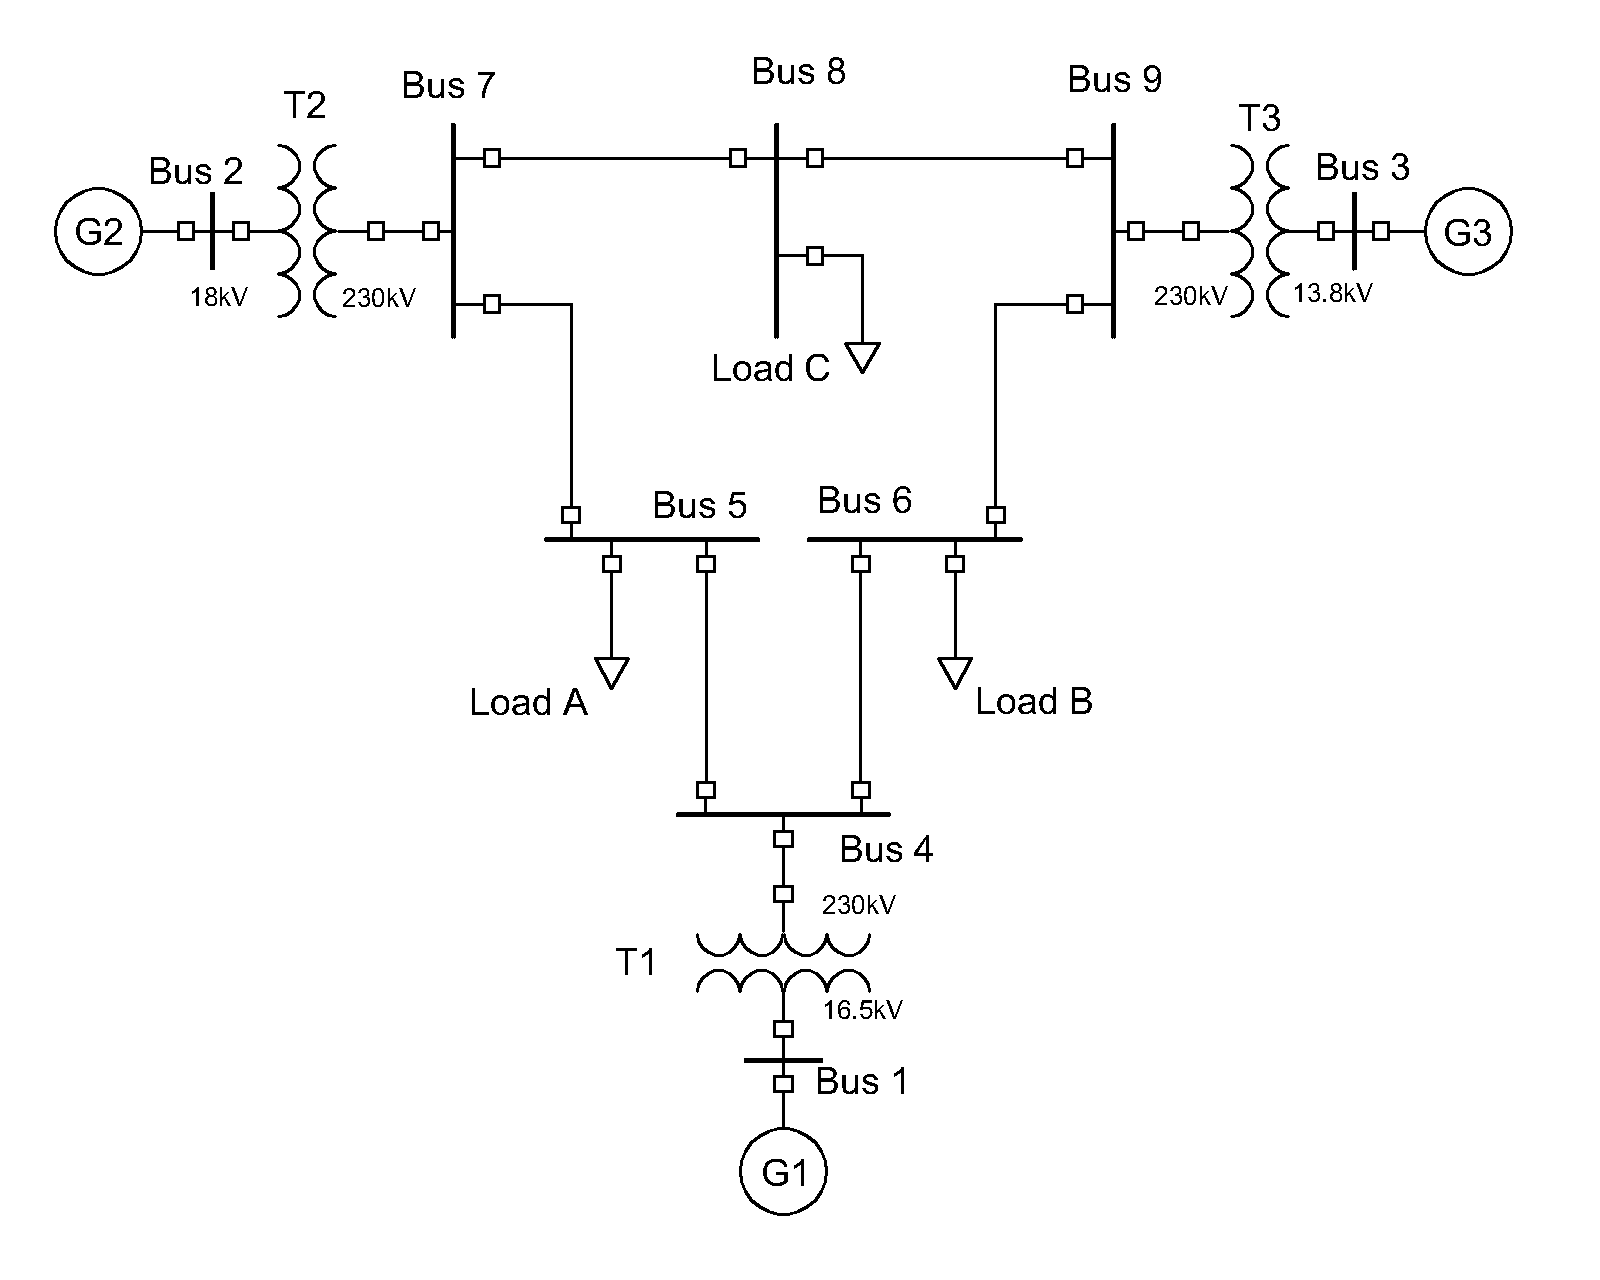 Bus 7
Bus 8
Bus 9
T2
T3
Bus 2
Bus 3
G2
G3
18kV
230kV
230kV
13.8kV
Load C
Bus 5
Bus 6
Load A
Load B
Bus 4
230kV
T1
16.5kV
Bus 1
G1